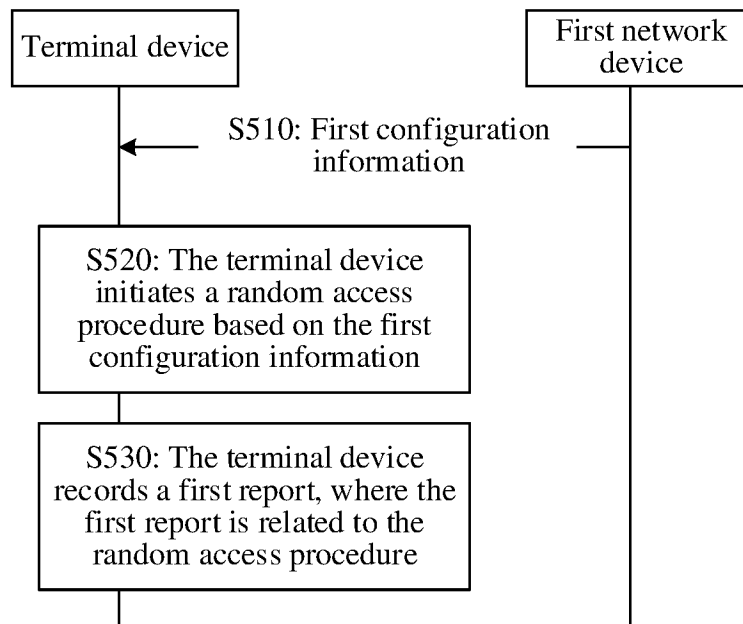 Terminal device
First network
device
S510: First configuration
information
S520: The terminal device
initiates a random access
procedure based on the first
configuration information
S530: The terminal device
records a first report, where the
first report is related to the
random access procedure